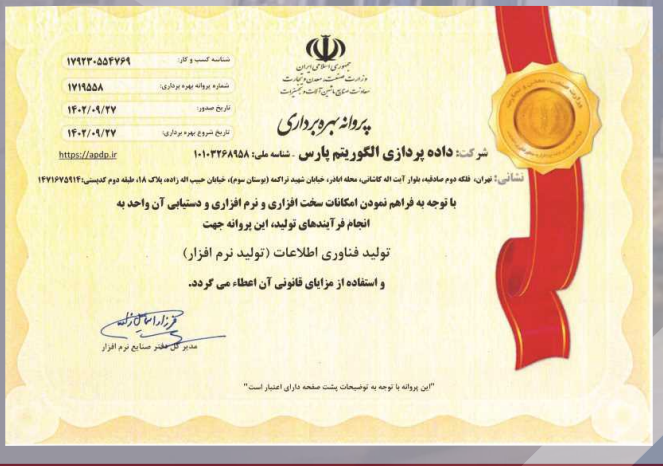 جمهوری اسلامی ایران
وزارت صنعت، معدن و تجارت
معاونت صنایع ماشین آلات و تجهیزات
شناسه کسب و کار: ۱۷۹۲۳۰۵۵۴۷۶۹
شماره پروانه بهره برداری: ۱۷۱۹۵۵۸
تاریخ صدور: ۱۴۰۲/۰۹/۲۷
تاریخ شروع بهره برداری: ۱۴۰۲/۰۹/۲۷
https://apdp.ir
پروانه بهره برداری
شرکت: داده پردازی الگوریتم پارس - شناسه ملی: ۱۰۱۰۳۲۶۸۹۵۸
نشانی: تهران، فلکه دوم صادقیه، بلوار آیت اله کاشانی، محله اباذر، خیابان شهید نراکمه (بوستان سوم)، خیابان حبیب اله زاده، پلاک ۱۸، طبقه دوم کدپستی: ۱۴۷۱۶۷۵۹۱۴
با توجه به فراهم نمودن امکانات سخت افزاری و نرم افزاری و دستیابی آن واحد به
انجام فرآیندهای تولید، این پروانه جهت
تولید فناوری اطلاعات (تولید نرم افزار)
و استفاده از مزایای قانونی آن اعطاء می گردد.
مدیر کل دفتر صنایع نرم افزار
"این پروانه با توجه به توضیحات پشت صفحه دارای اعتبار است"